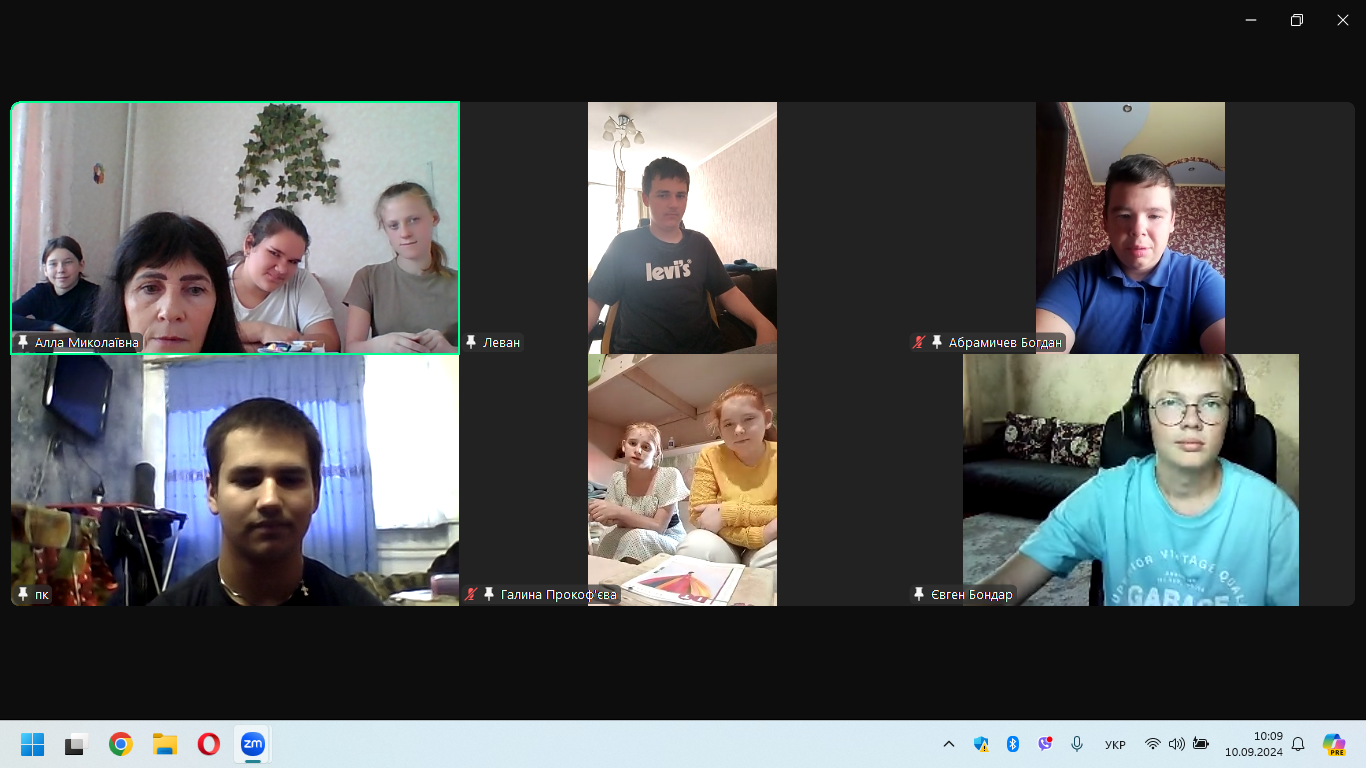 levi's
Алла Миколаївна
Леван
Абрамичев Богдан
VINTAGE
GARAGE
пк
Галина Прокоф'єва
Євген Бондар
zm
УКР
10:09
10.09.2024
PRE